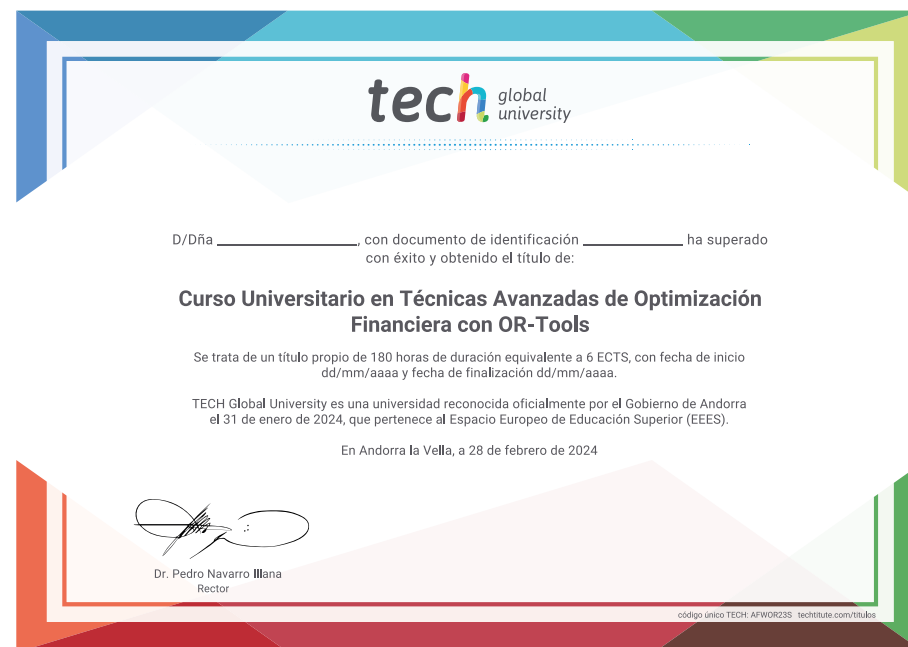 tech global university
D/Dña ____________________, con documento de identificación ______________ ha superado
con éxito y obtenido el título de:
Curso Universitario en Técnicas Avanzadas de Optimización
Financiera con OR-Tools
Se trata de un título propio de 180 horas de duración equivalente a 6 ECTS, con fecha de inicio
dd/mm/aaaa y fecha de finalización dd/mm/aaaa.
TECH Global University es una universidad reconocida oficialmente por el Gobierno de Andorra
el 31 de enero de 2024, que pertenece al Espacio Europeo de Educación Superior (EEES).
En Andorra la Vella, a 28 de febrero de 2024
Dr. Pedro Navarro Illana
Rector
código único TECH: AFWOR23S techtitute.com/titulos